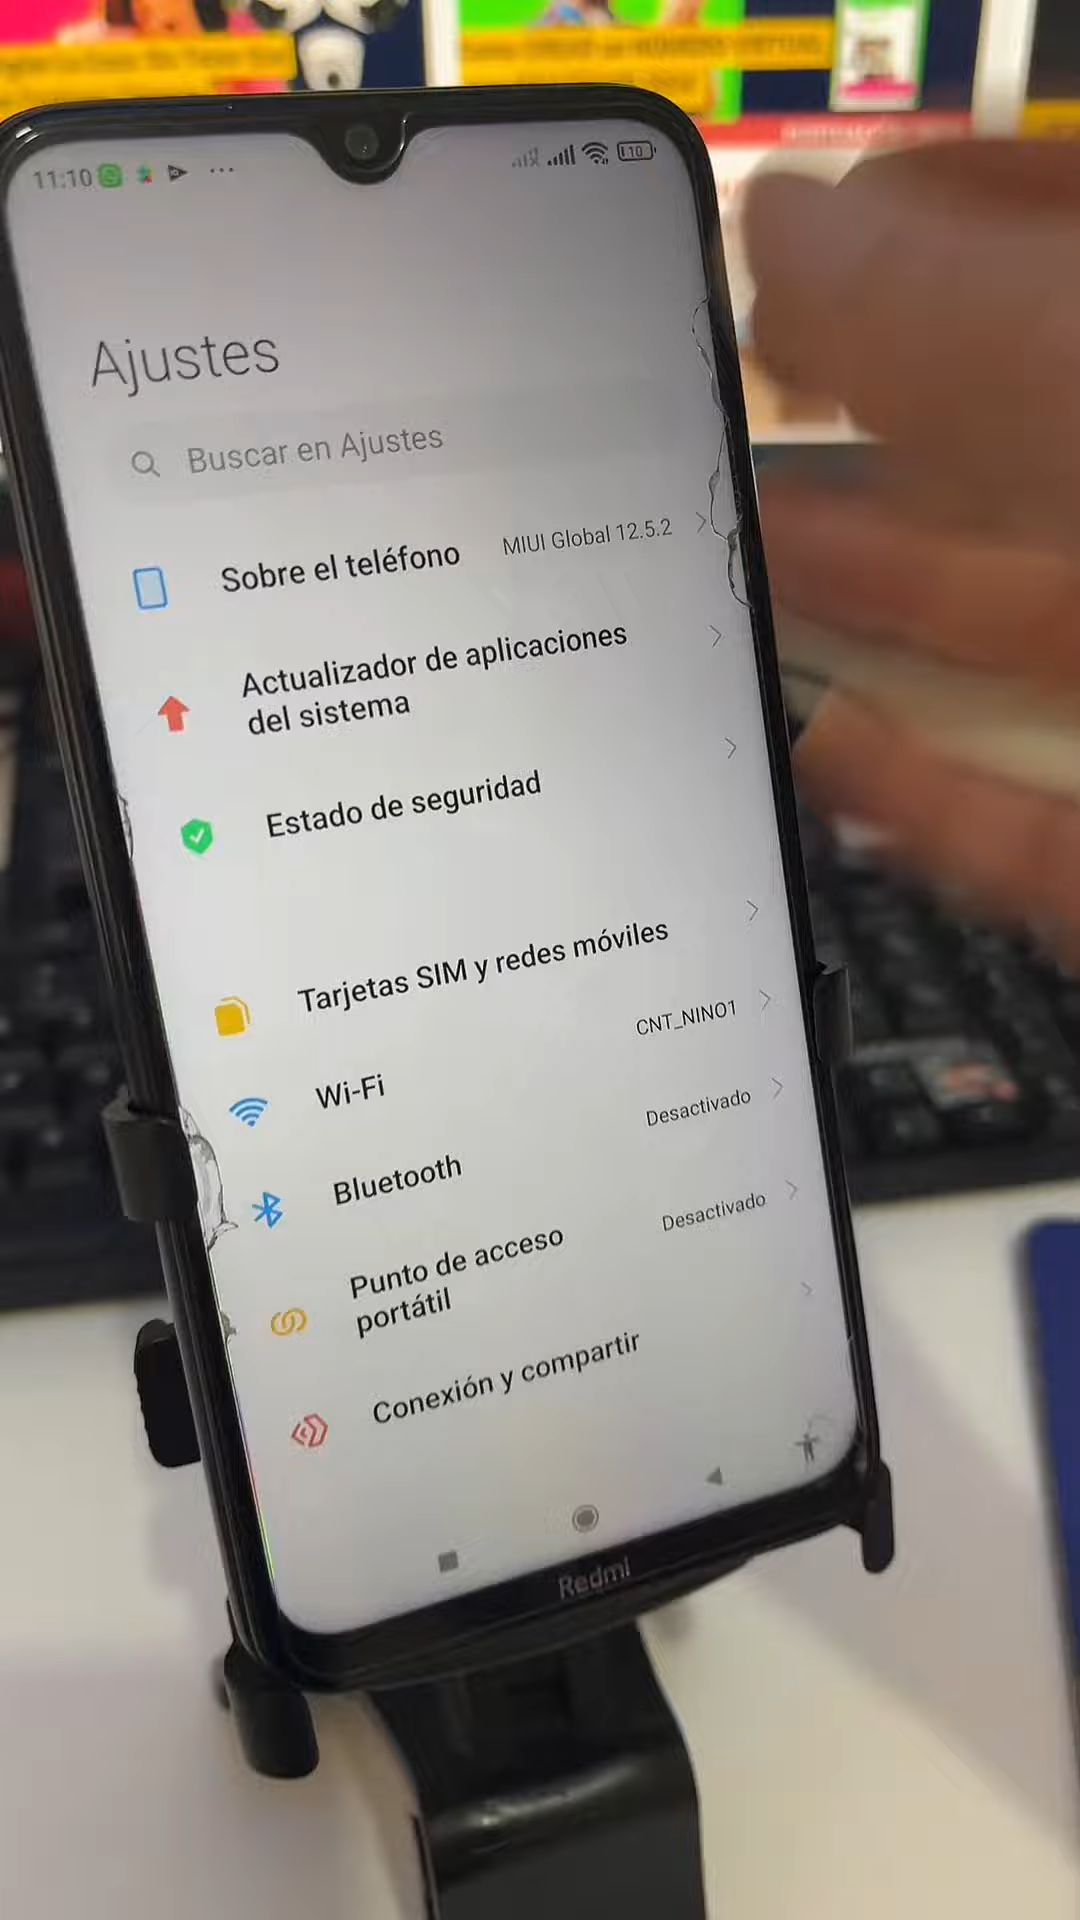 11:10
10
Ajustes
Buscar en Ajustes
Sobre el teléfono
MIUI Global 12.5.2
Actualizador de aplicaciones
del sistema
Estado de seguridad
Tarjetas SIM y redes móviles
Wi-Fi
CNT_NINO1
Bluetooth
Desactivado
Punto de acceso
portátil
Desactivado
Conexión y compartir
Redmi